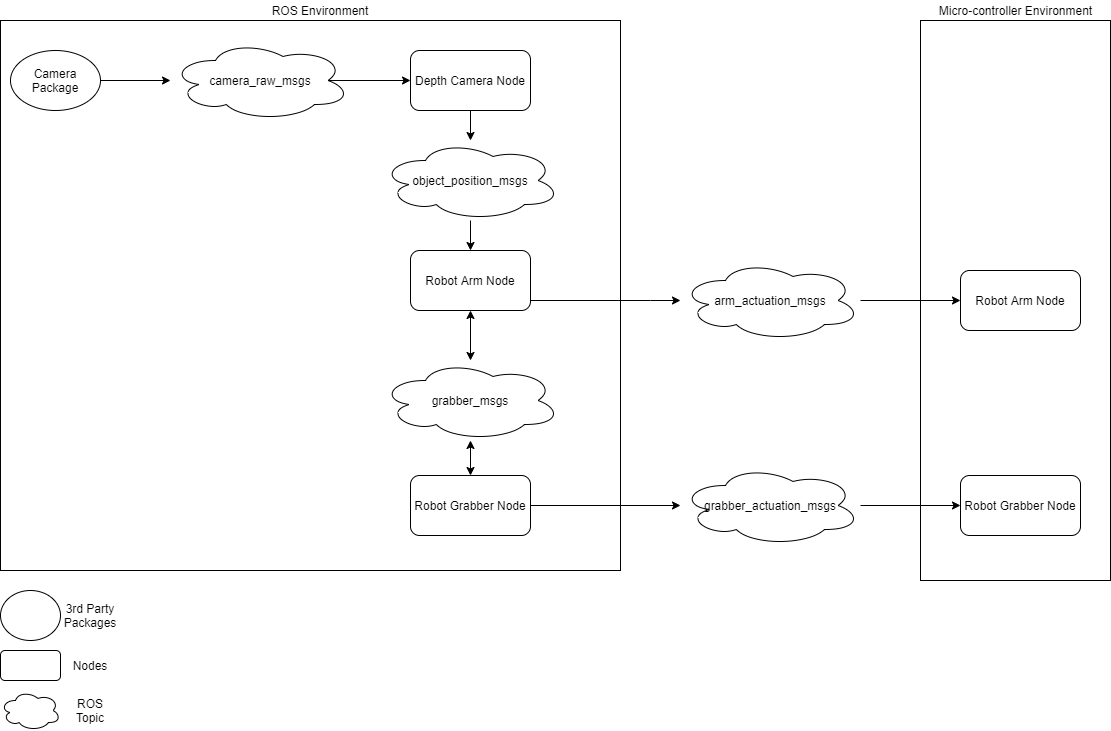 ROS Environment
Micro-controller Environment
Camera
Package
camera_raw_msgs
Depth Camera Node
object_position_msgs
Robot Arm Node
arm_actuation_msgs
Robot Arm Node
grabber_msgs
Robot Grabber Node
grabber_actuation_msgs
Robot Grabber Node
3rd Party
Packages
Nodes
ROS
Topic